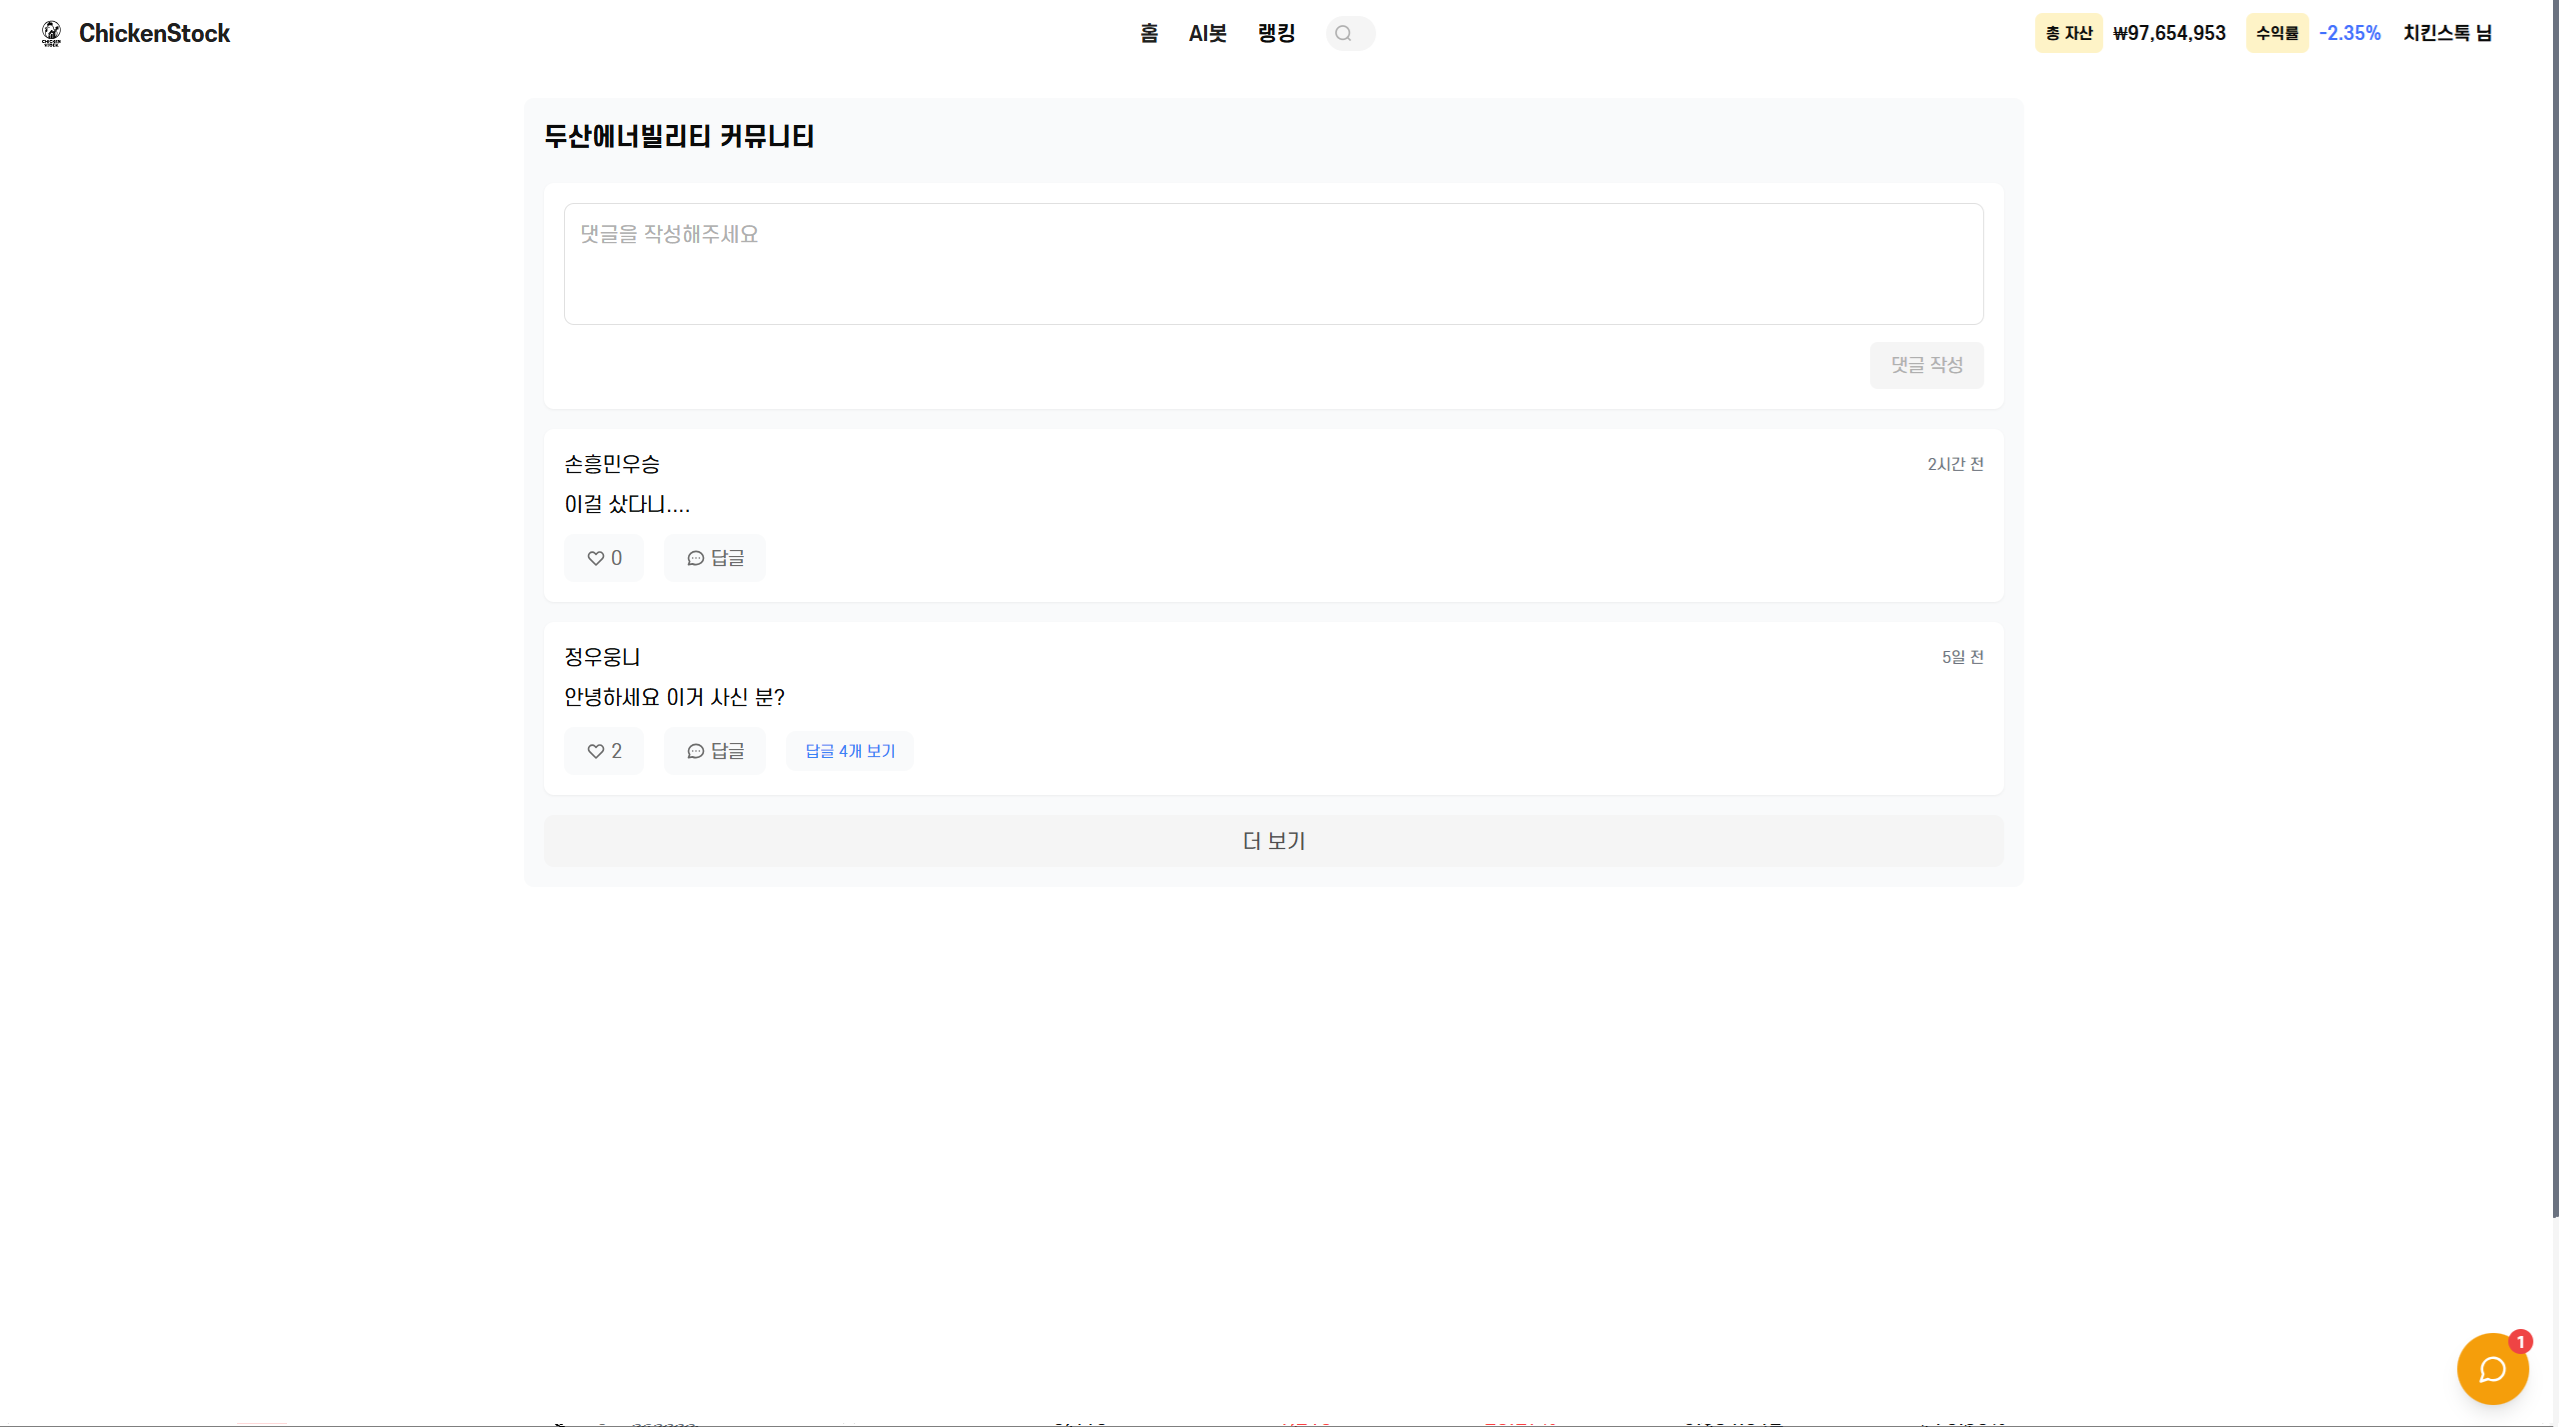 ChickenStock
홈 AI봇 랭킹
총 자산 ₩97,654,953 수익률 -2.35% 치킨스톡 님
두산에너빌리티 커뮤니티
댓글을 작성해주세요
댓글 작성
손흥민우승 2시간 전
이걸 샀다니....
0 답글
정우웅니 5일 전
안녕하세요 이거 사신 분?
2 답글 답글 4개 보기
더 보기
1